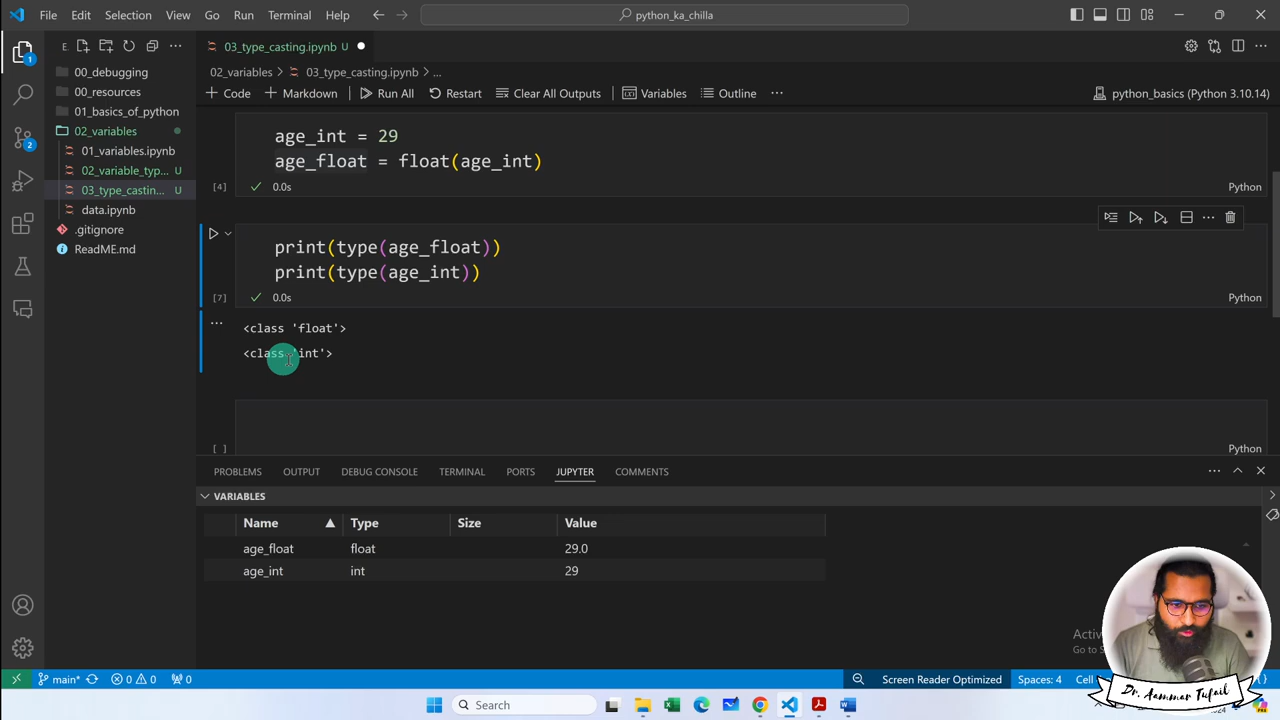 File Edit Selection View Go Run Terminal Help
python_ka_chilla
03_type_casting.ipynb U
00_debugging
00_resources
01_basics_of_python
02_variables
01_variables.ipynb
02_variable_typ... U
03_type_castin... U
data.ipynb
.gitignore
ReadME.md
02_variables > 03_type_casting.ipynb > ...
+ Code + Markdown Run All Restart Clear All Outputs Variables Outline ...
python_basics (Python 3.10.14)
age_int = 29
age_float = float(age_int)
[4] 0.0s Python
print(type(age_float))
print(type(age_int))
[7] 0.0s Python
<class 'float'>
<class 'int'>
[ ] Python
PROBLEMS OUTPUT DEBUG CONSOLE TERMINAL PORTS JUPYTER COMMENTS
VARIABLES
Name Type Size Value
age_float float 29.0
age_int int 29
Activ
Go to S
main* 0 0 0 Screen Reader Optimized Spaces: 4 Cell
Search
Dr. Aammar Tufail